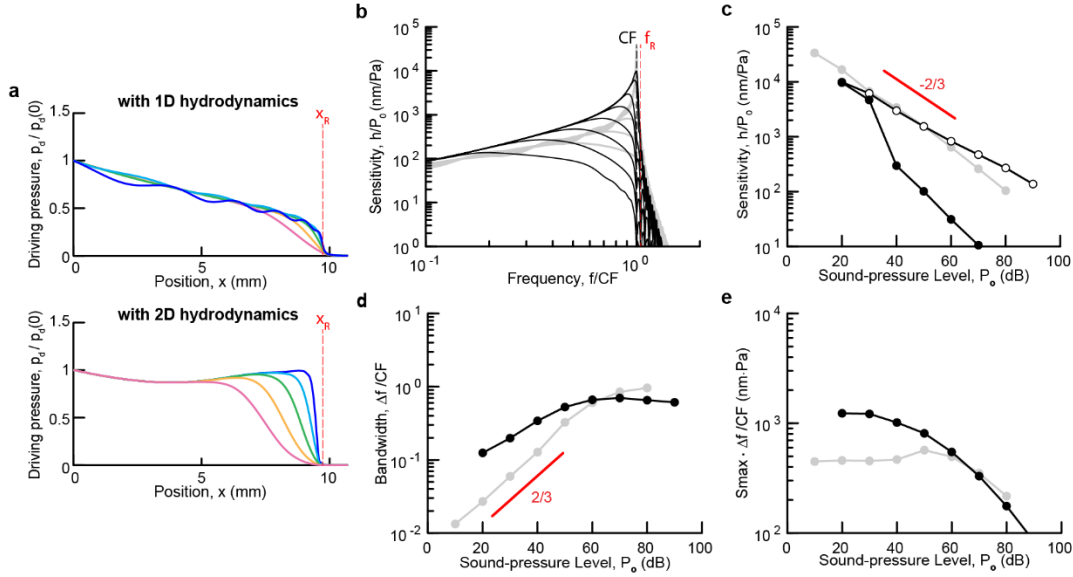 a
with 1D hydrodynamics
x_R
Driving pressure, p_d / p_d(0)
1.5
1
0.5
0
0
5
10
Position, x (mm)
with 2D hydrodynamics
x_R
Driving pressure, p_d / p_d(0)
1.5
1
0.5
0
0
5
10
Position, x (mm)
b
CF
f_R
Sensitivity, h/P_0 (nm/Pa)
10^5
10^4
10^3
10^2
10^1
10^0
10^-1
10^0
Frequency, f/CF
c
-2/3
Sensitivity, h/P_0 (nm/Pa)
10^5
10^4
10^3
10^2
10^1
0
20
40
60
80
100
Sound-pressure Level, P_o (dB)
d
2/3
Bandwidth, Δf /CF
10^1
10^0
10^-1
10^-2
0
20
40
60
80
100
Sound-pressure Level, P_o (dB)
e
Smax · Δf /CF (nm·Pa)
10^4
10^3
10^2
0
20
40
60
80
100
Sound-pressure Level, P_o (dB)